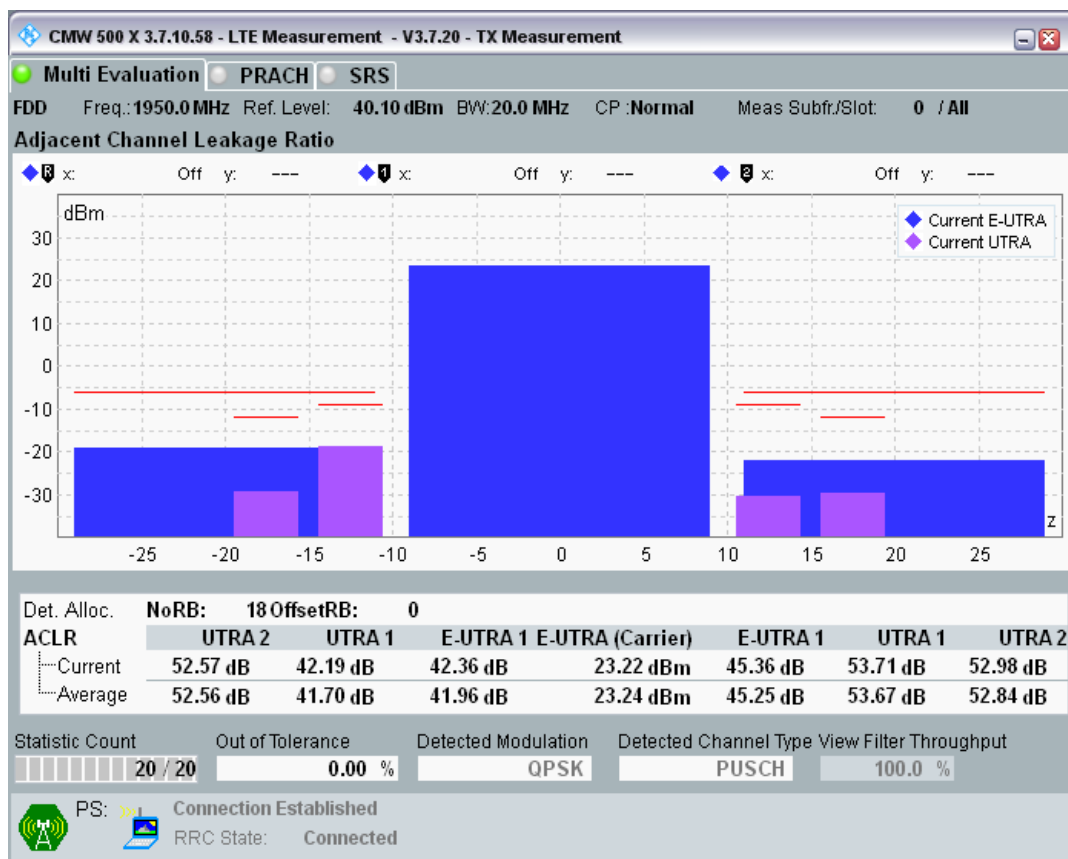 CMW 500 X 3.7.10.58 - LTE Measurement - V3.7.20 - TX Measurement
Multi Evaluation PRACH SRS
FDD Freq.:1950.0 MHz Ref. Level: 40.10 dBm BW:20.0 MHz CP :Normal Meas Subfr./Slot: 0 / All
Adjacent Channel Leakage Ratio
R x: Off y: --- 1 x: Off y: --- 2 x: Off y: ---
dBm
Current E-UTRA
Current UTRA
30
20
10
0
-10
-20
-30
z
-25 -20 -15 -10 -5 0 5 10 15 20 25
Det. Alloc. NoRB: 18 OffsetRB: 0
ACLR UTRA 2 UTRA 1 E-UTRA 1 E-UTRA (Carrier) E-UTRA 1 UTRA 1 UTRA 2
Current 52.57 dB 42.19 dB 42.36 dB 23.22 dBm 45.36 dB 53.71 dB 52.98 dB
Average 52.56 dB 41.70 dB 41.96 dB 23.24 dBm 45.25 dB 53.67 dB 52.84 dB
Statistic Count Out of Tolerance Detected Modulation Detected Channel Type View Filter Throughput
20 / 20 0.00 % QPSK PUSCH 100.0 %
PS: Connection Established
RRC State: Connected